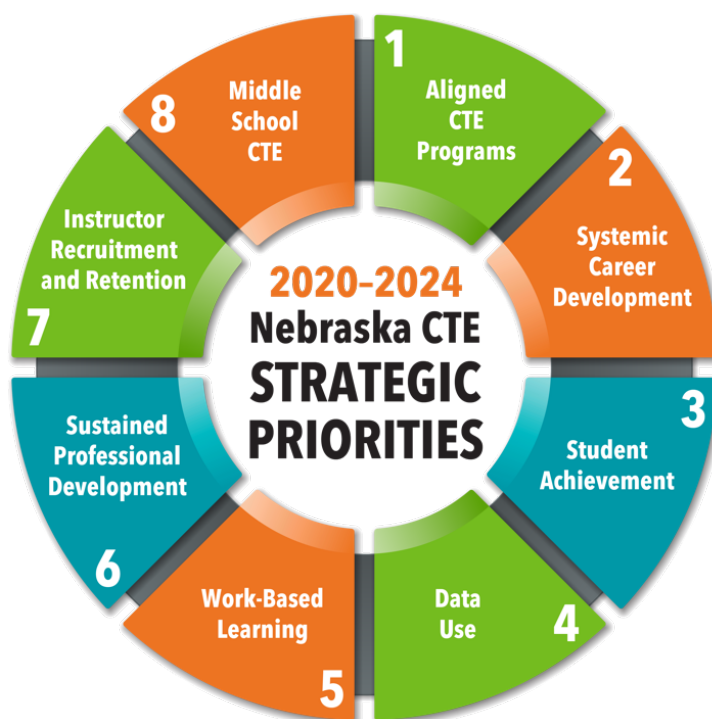 2020–2024
Nebraska CTE
STRATEGIC
PRIORITIES
1
Aligned
CTE
Programs
2
Systemic
Career
Development
3
Student
Achievement
4
Data
Use
5
Work-Based
Learning
6
Sustained
Professional
Development
7
Instructor
Recruitment
and Retention
8
Middle
School
CTE